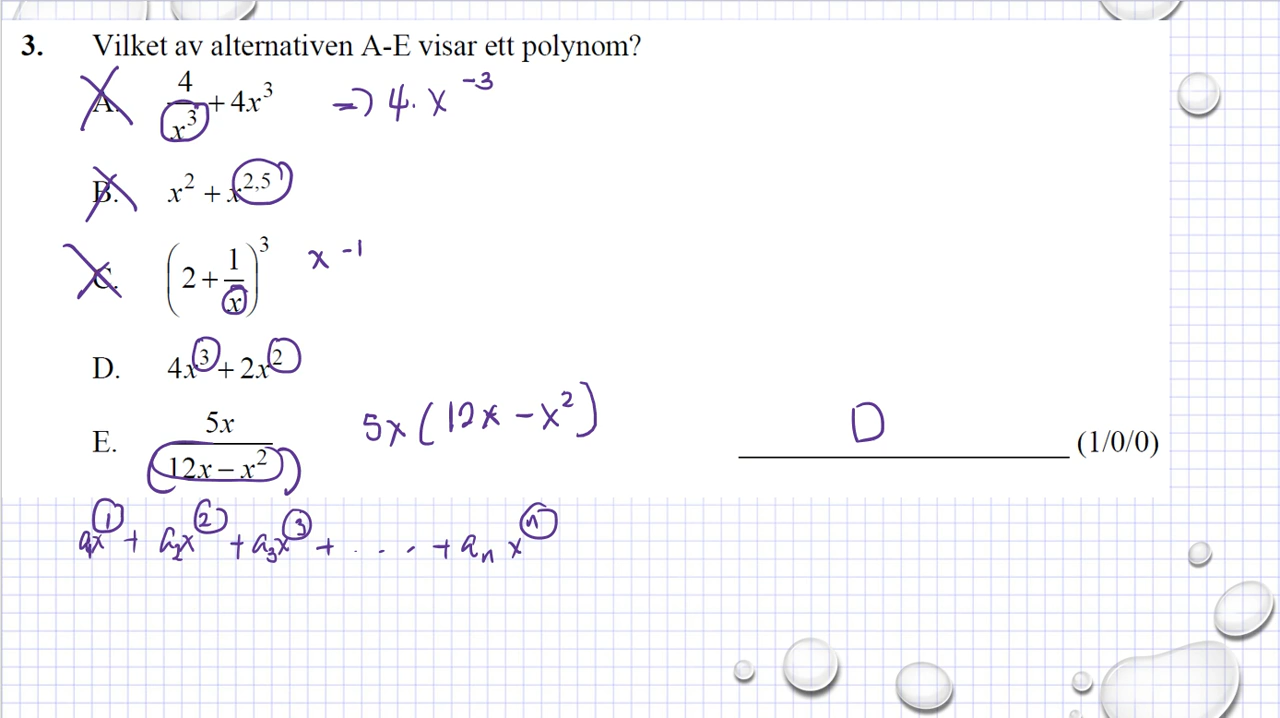 3. Vilket av alternativen A-E visar ett polynom?
A. 4/x³ + 4x³ => 4·x⁻³
B. x² + x^2,5
C. (2 + 1/x)³ x⁻¹
D. 4x³ + 2x²
E. 5x/(12x − x²) 5x(12x − x²) D (1/0/0)
a₁x¹ + a₂x² + a₃x³ + .... + aₙxⁿ